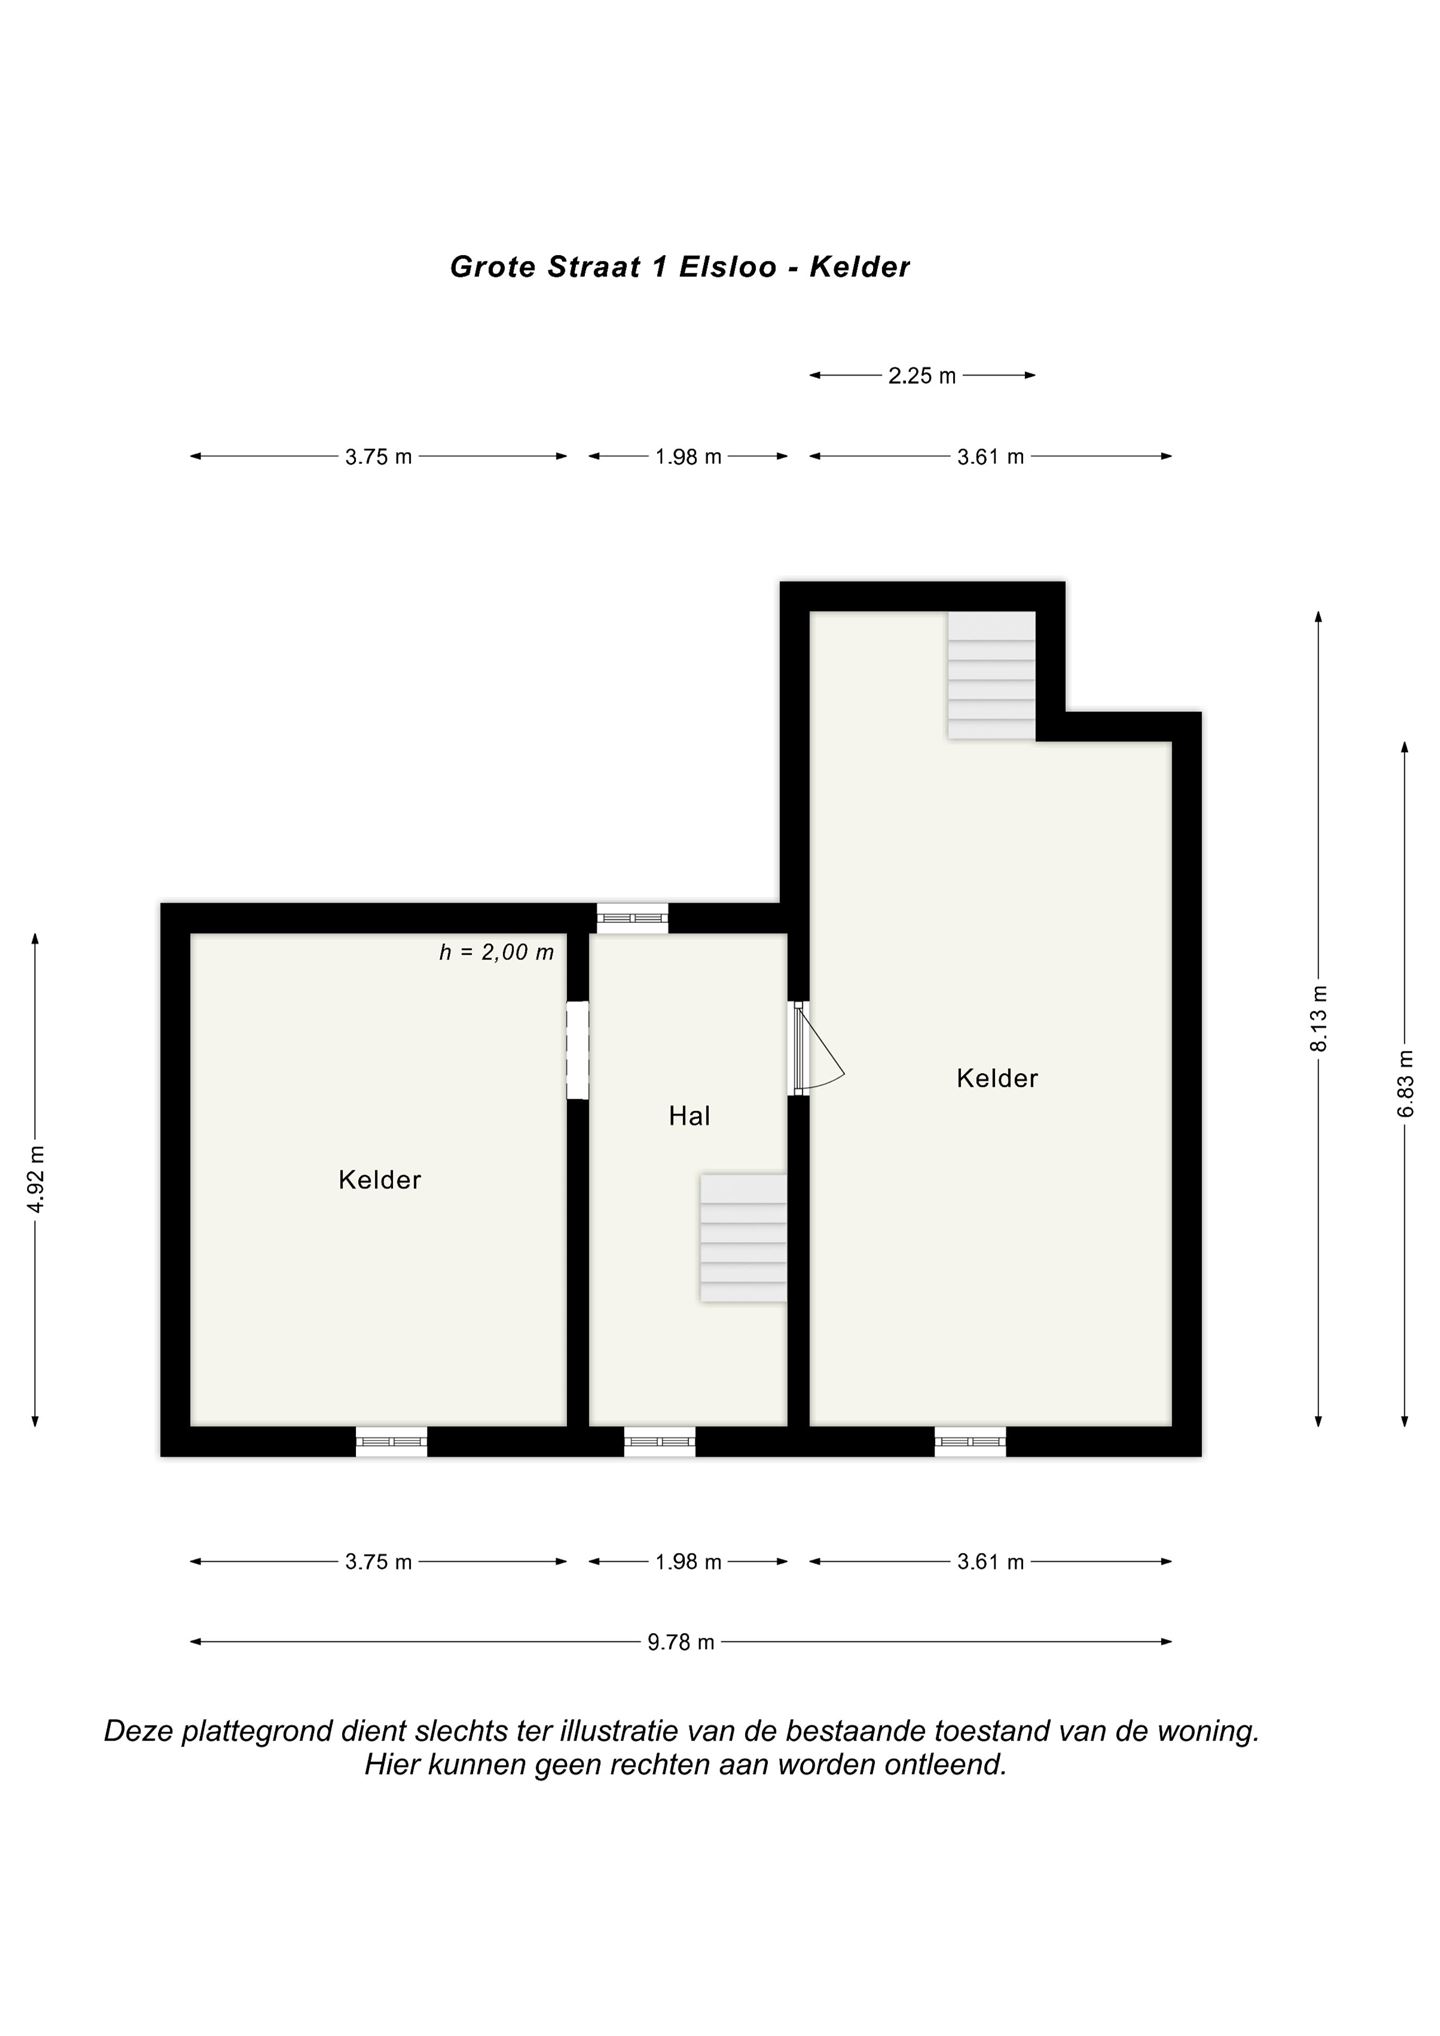 Grote Straat 1 Elsloo - Kelder
2.25 m
3.75 m
1.98 m
3.61 m
h = 2,00 m
8.13 m
6.83 m
4.92 m
Kelder
Hal
Kelder
3.75 m
1.98 m
3.61 m
9.78 m
Deze plattegrond dient slechts ter illustratie van de bestaande toestand van de woning.
Hier kunnen geen rechten aan worden ontleend.